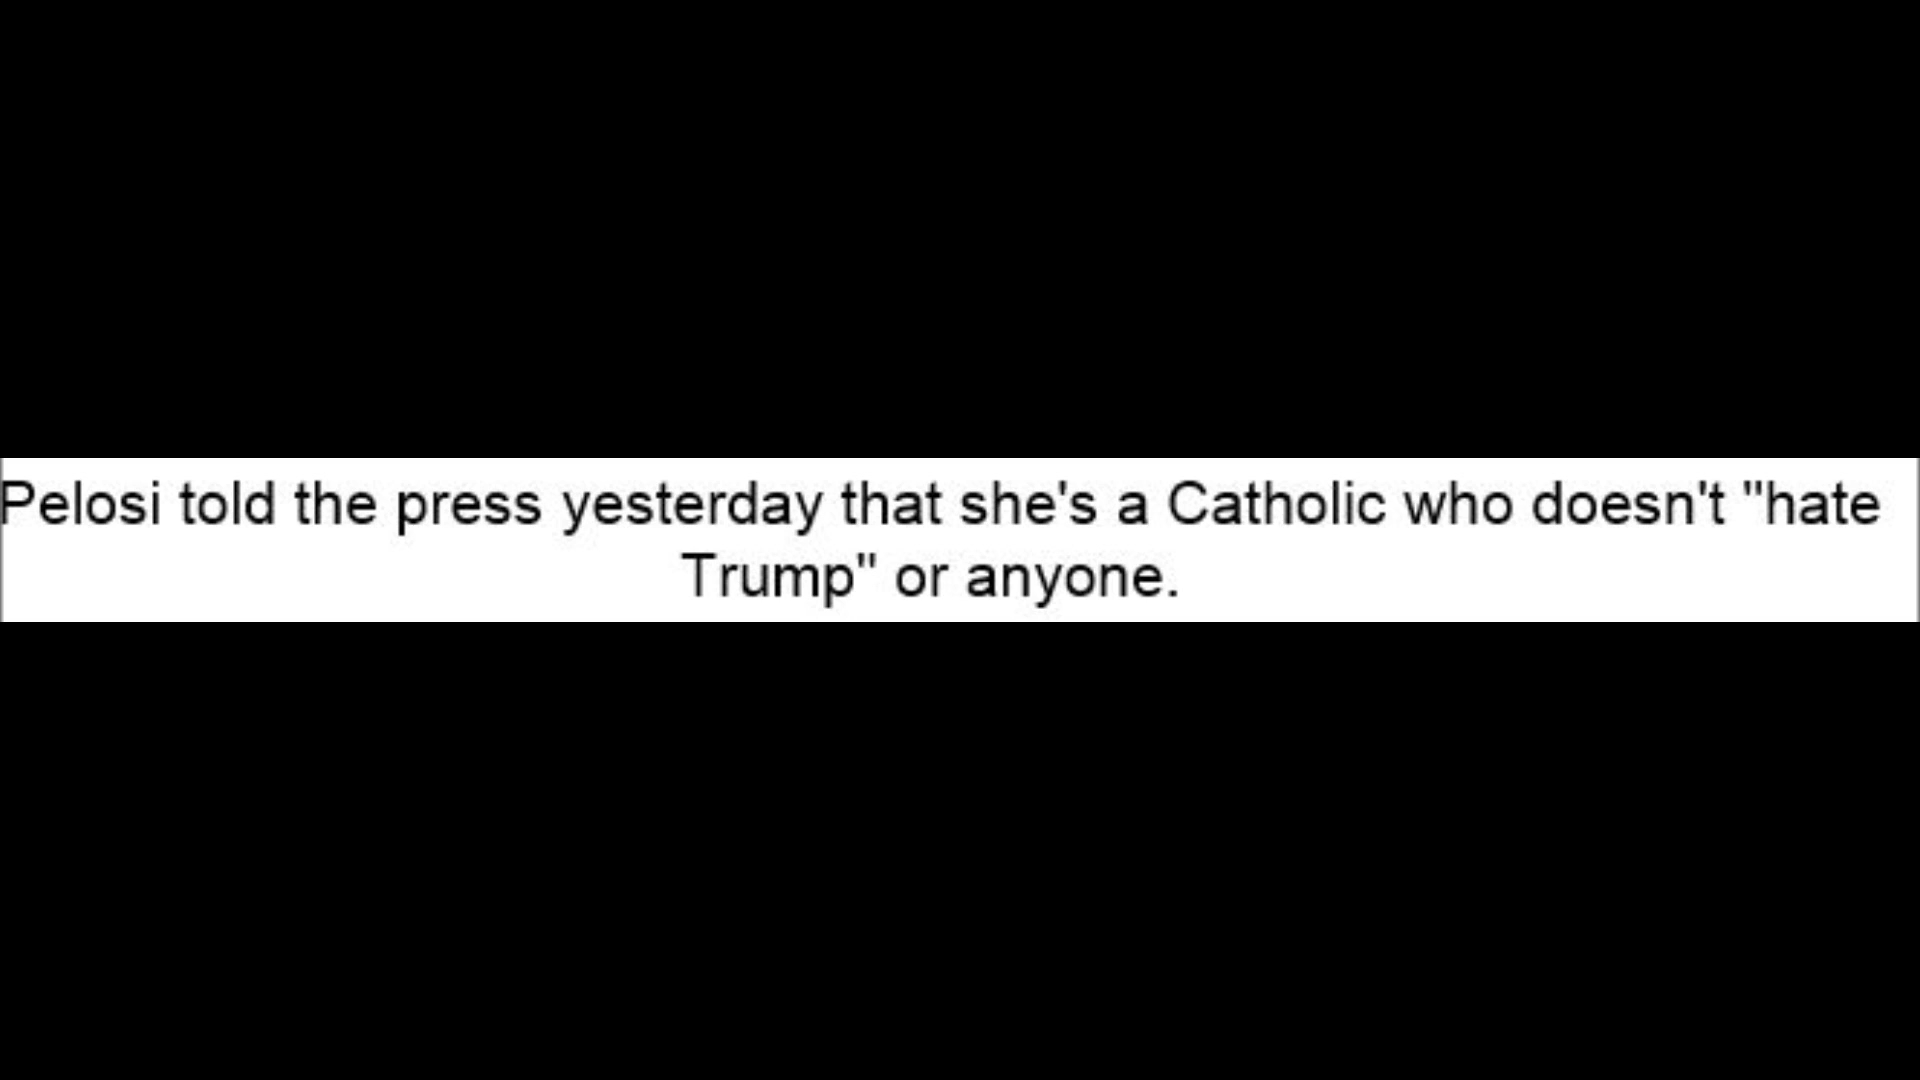 Pelosi told the press yesterday that she's a Catholic who doesn't "hate
Trump" or anyone.